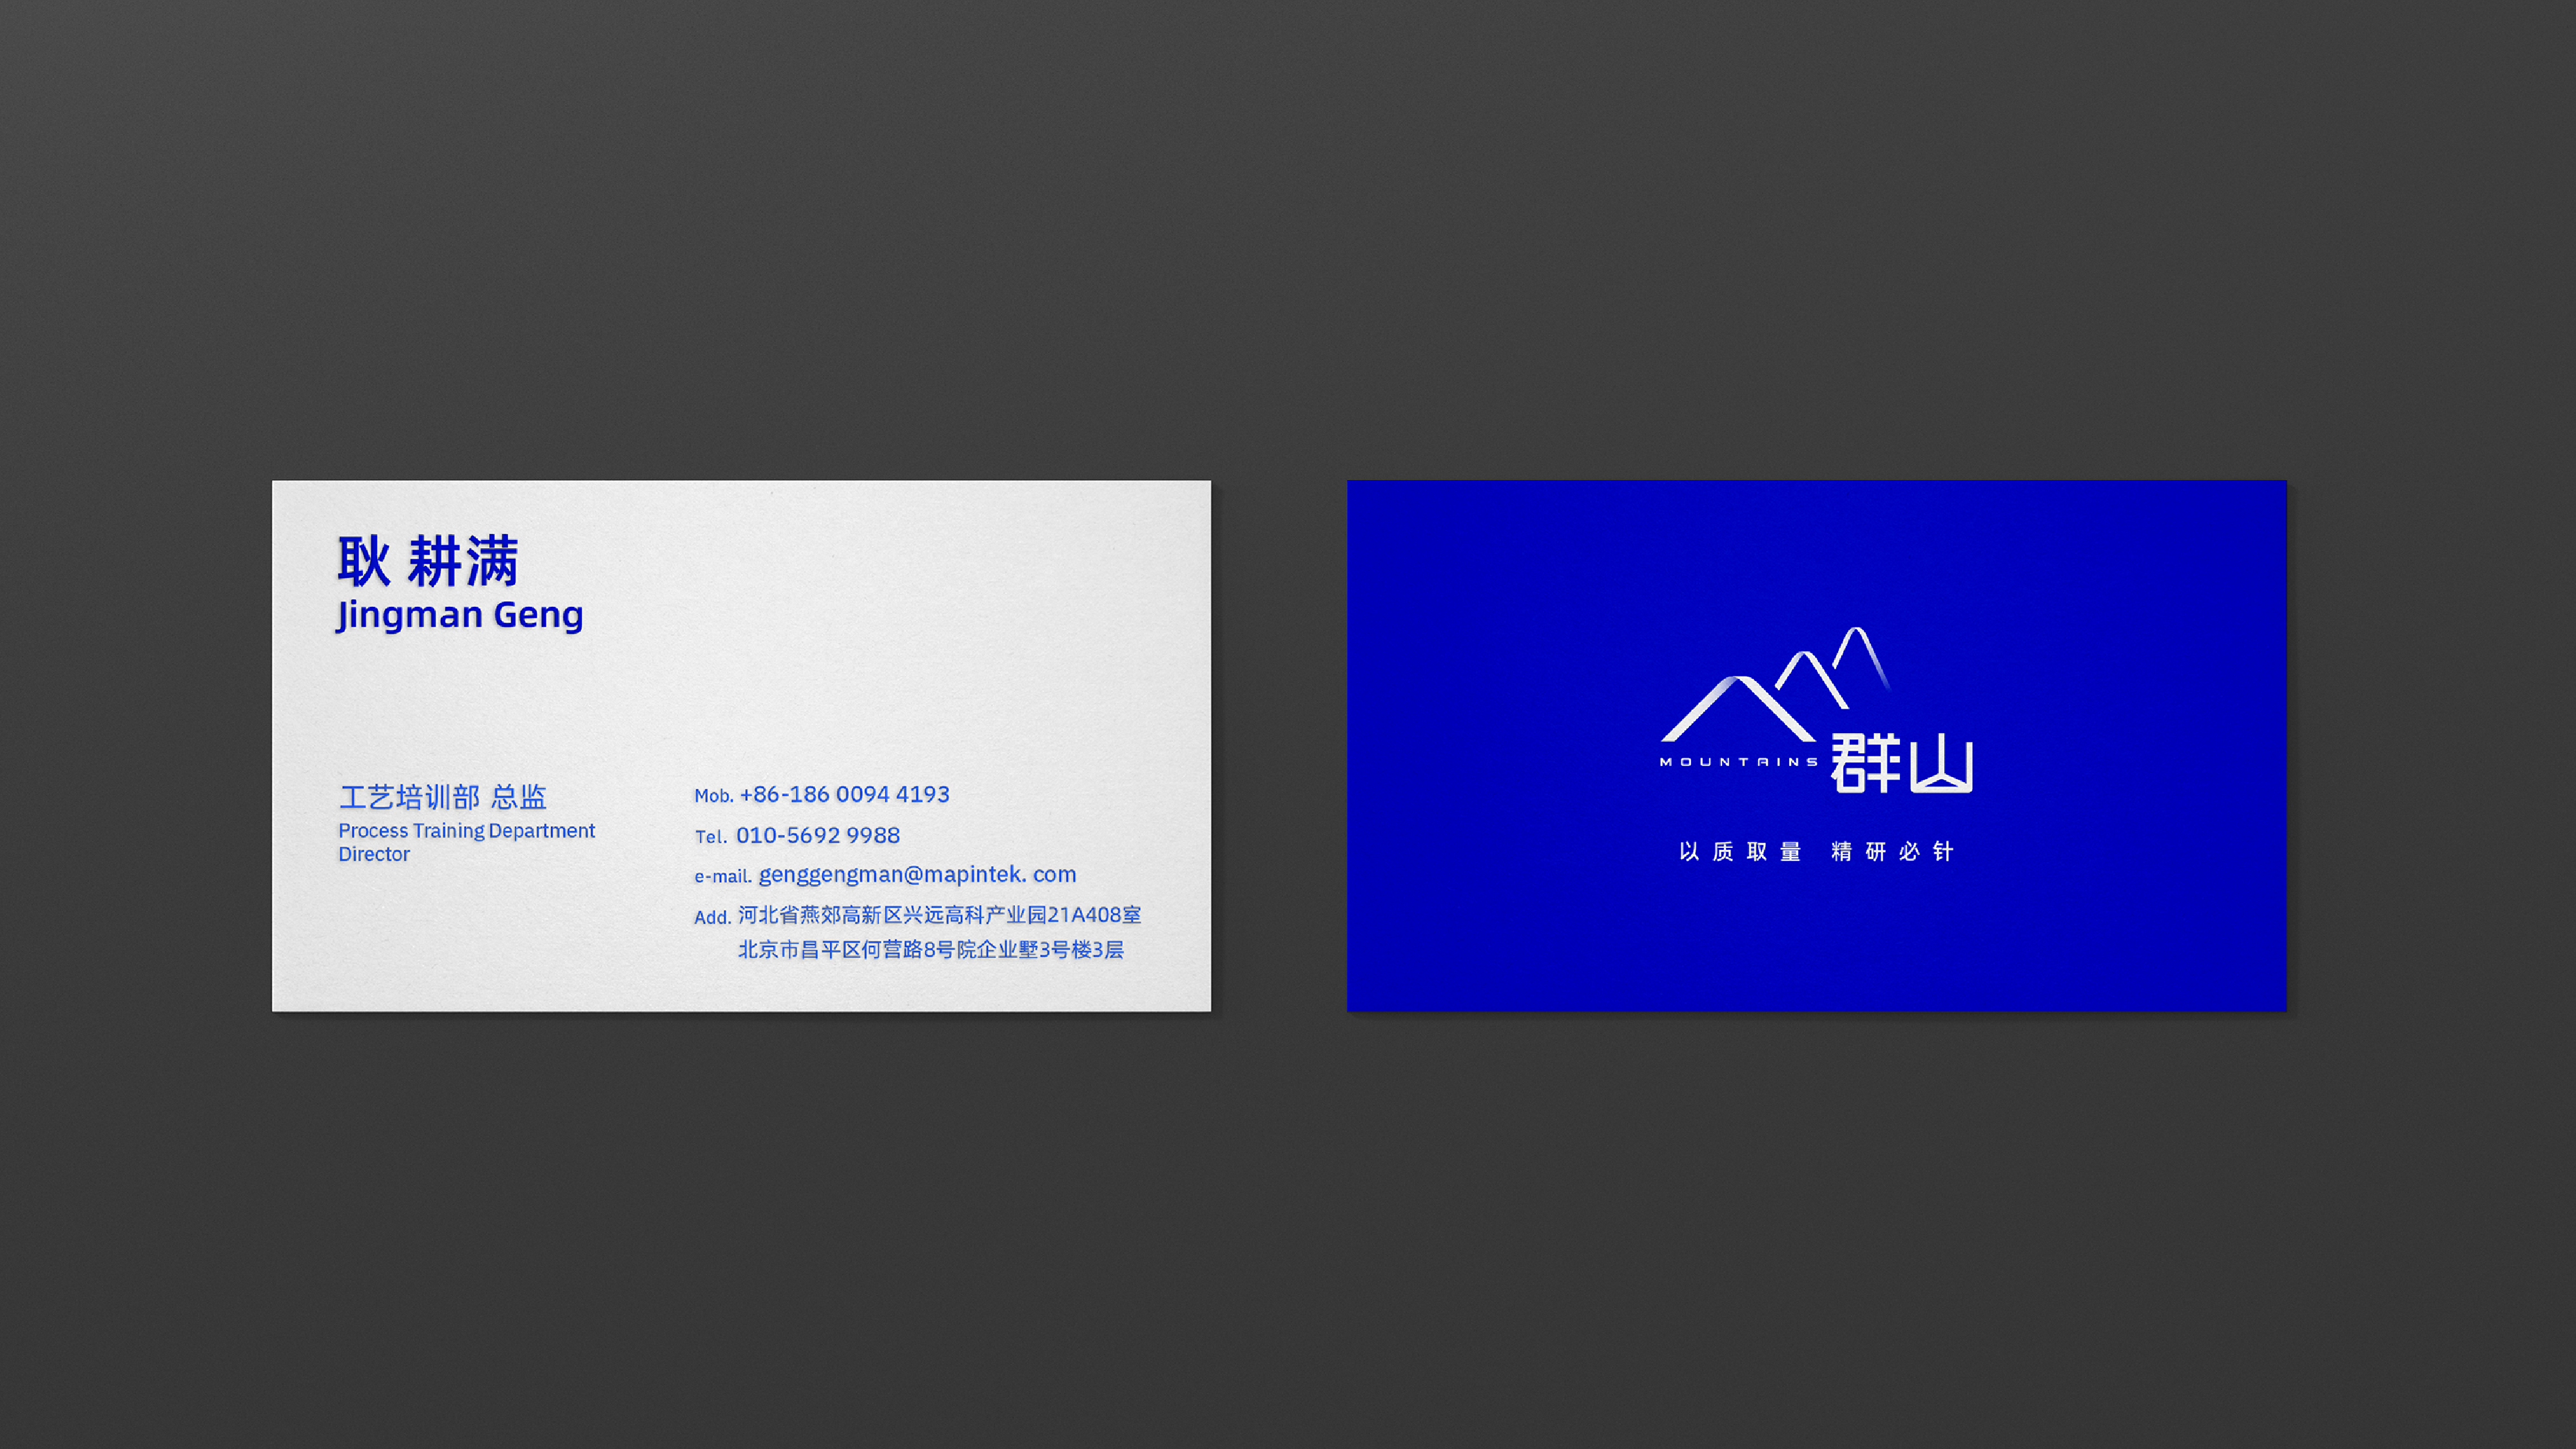 耿 耕满
Jingman Geng
工艺培训部 总监
Process Training Department
Director
Mob. +86-186 0094 4193
Tel. 010-5692 9988
e-mail. genggengman@mapintek. com
Add. 河北省燕郊高新区兴远高科产业园21A408室
北京市昌平区何营路8号院企业墅3号楼3层
MOUNTAINS 群山
以质取量 精研必针